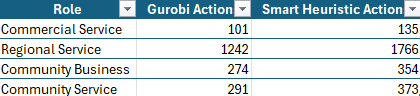 Role Gurobi Action Smart Heuristic Action
Commercial Service 101 135
Regional Service 1242 1766
Community Business 274 354
Community Service 291 373